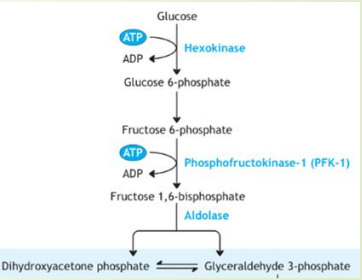 Glucose
ATP
Hexokinase
ADP
Glucose 6-phosphate
Fructose 6-phosphate
ATP
Phosphofructokinase-1 (PFK-1)
ADP
Fructose 1,6-bisphosphate
Aldolase
Dihydroxyacetone phosphate Glyceraldehyde 3-phosphate